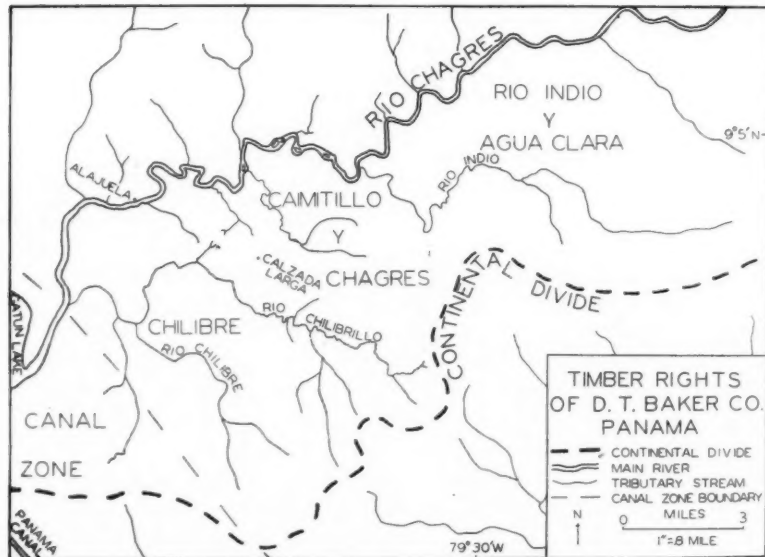 RIO CHAGRES
RIO INDIO
Y
AGUA CLARA
9°5'N
ALAJUELA
RIO INDIO
CAIMITILLO
Y
CHAGRES
CALZADA
LARGA
CONTINENTAL DIVIDE
RIO CHILIBRILLO
CHILIBRE
RIO CHILIBRE
GATUN LAKE
CANAL
ZONE
PANAMA
CANAL
79°30'W
TIMBER RIGHTS
OF D. T. BAKER CO.
PANAMA
CONTINENTAL DIVIDE
MAIN RIVER
TRIBUTARY STREAM
CANAL ZONE BOUNDARY
N
MILES
0 3
1"=.8 MILE